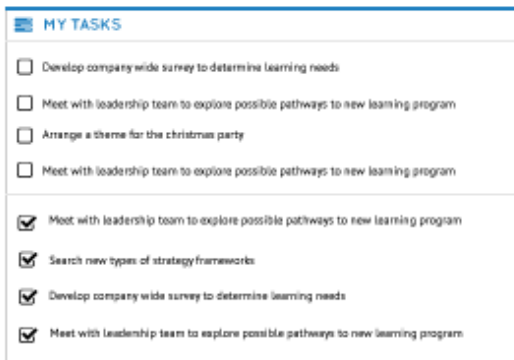 MY TASKS
Develop company wide survey to determine learning needs
Meet with leadership team to explore possible pathways to new learning program
Arrange a theme for the christmas party
Meet with leadership team to explore possible pathways to new learning program
Meet with leadership team to explore possible pathways to new learning program
Search new types of strategy frameworks
Develop company wide survey to determine learning needs
Meet with leadership team to explore possible pathways to new learning program